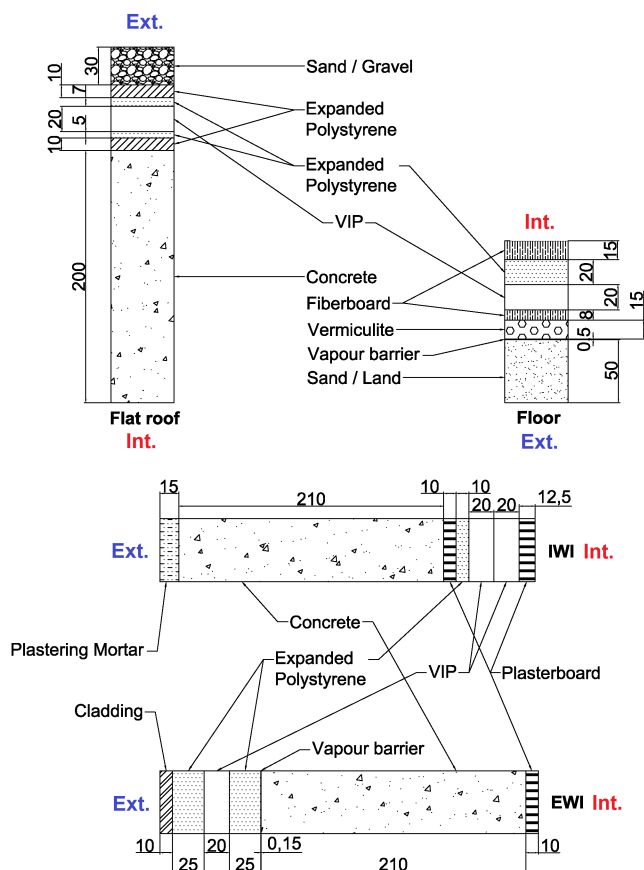 Ext.
30
10
7
20
5
10
200
Sand / Gravel
Expanded
Polystyrene
Expanded
Polystyrene
VIP
Concrete
Fiberboard
Vermiculite
Vapour barrier
Sand / Land
Int.
15
20
20
8
15
0,5
50
Flat roof
Int.
Floor
Ext.
15
210
10
10
20
20
12,5
Ext.
IWI Int.
Concrete
Plastering Mortar
Expanded
Polystyrene
VIP
Plasterboard
Cladding
Vapour barrier
Ext.
EWI Int.
10
25
20
25
0,15
210
10